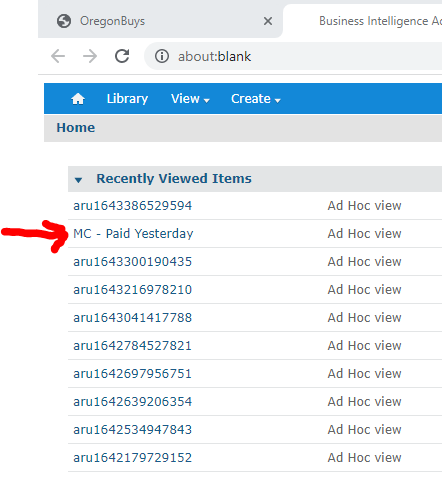 OregonBuys
Business Intelligence Ad
about:blank
Library View Create
Home
Recently Viewed Items
aru1643386529594 Ad Hoc view
MC - Paid Yesterday Ad Hoc view
aru1643300190435 Ad Hoc view
aru1643216978210 Ad Hoc view
aru1643041417788 Ad Hoc view
aru1642784527821 Ad Hoc view
aru1642697956751 Ad Hoc view
aru1642639206354 Ad Hoc view
aru1642534947843 Ad Hoc view
aru1642179729152 Ad Hoc view